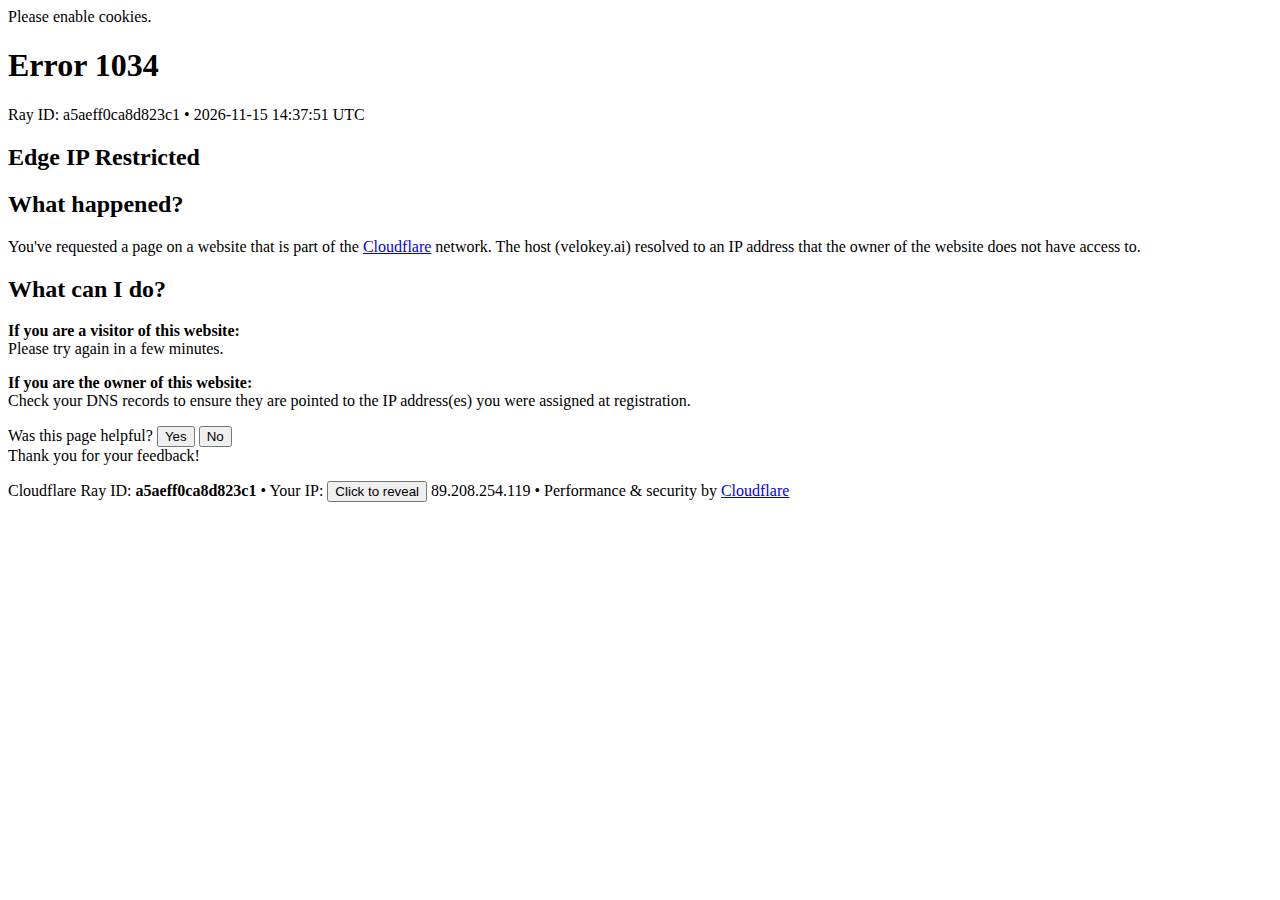 Please enable cookies.
Error 1034
Ray ID: a5aeff0ca8d823c1 • 2026-11-15 14:37:51 UTC
Edge IP Restricted
What happened?
You've requested a page on a website that is part of the Cloudflare network. The host (velokey.ai) resolved to an IP address that the owner of the website does not have access to.
What can I do?
If you are a visitor of this website:
Please try again in a few minutes.
If you are the owner of this website:
Check your DNS records to ensure they are pointed to the IP address(es) you were assigned at registration.
Was this page helpful? Yes No
Thank you for your feedback!
Cloudflare Ray ID: a5aeff0ca8d823c1 • Your IP: Click to reveal 89.208.254.119 • Performance & security by Cloudflare